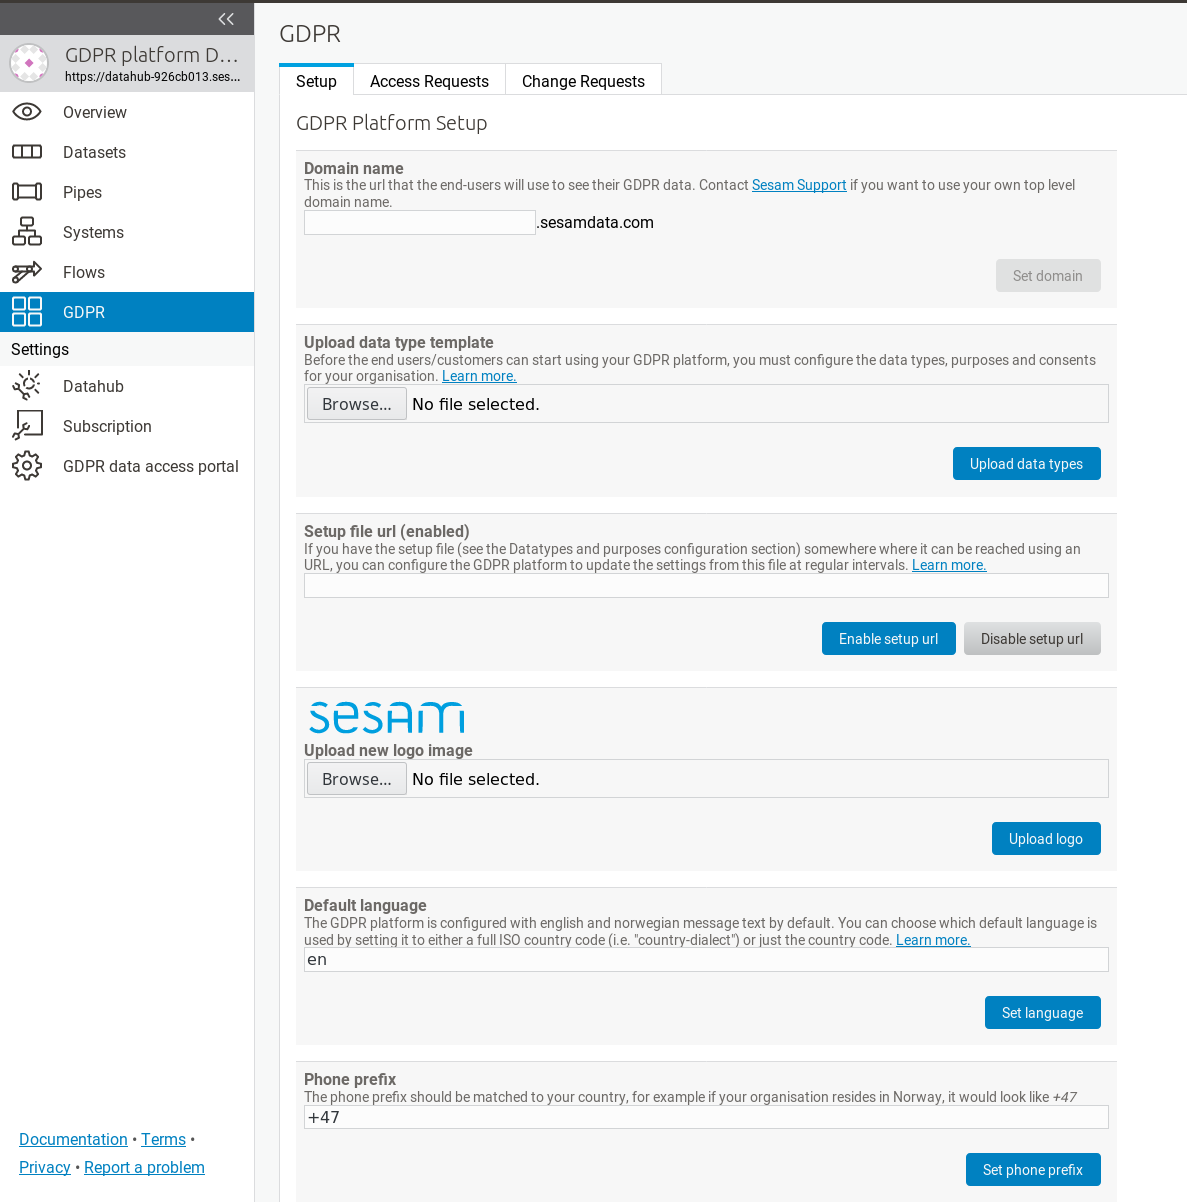 GDPR platform D...
https://datahub-926cb013.ses...
Overview
Datasets
Pipes
Systems
Flows
GDPR
Settings
Datahub
Subscription
GDPR data access portal
Documentation • Terms •
Privacy • Report a problem
GDPR
Setup Access Requests Change Requests
GDPR Platform Setup
Domain name
This is the url that the end-users will use to see their GDPR data. Contact Sesam Support if you want to use your own top level
domain name.
.sesamdata.com
Set domain
Upload data type template
Before the end users/customers can start using your GDPR platform, you must configure the data types, purposes and consents
for your organisation. Learn more.
Browse... No file selected.
Upload data types
Setup file url (enabled)
If you have the setup file (see the Datatypes and purposes configuration section) somewhere where it can be reached using an
URL, you can configure the GDPR platform to update the settings from this file at regular intervals. Learn more.
Enable setup url Disable setup url
sesam
Upload new logo image
Browse... No file selected.
Upload logo
Default language
The GDPR platform is configured with english and norwegian message text by default. You can choose which default language is
used by setting it to either a full ISO country code (i.e. "country-dialect") or just the country code. Learn more.
en
Set language
Phone prefix
The phone prefix should be matched to your country, for example if your organisation resides in Norway, it would look like +47
+47
Set phone prefix